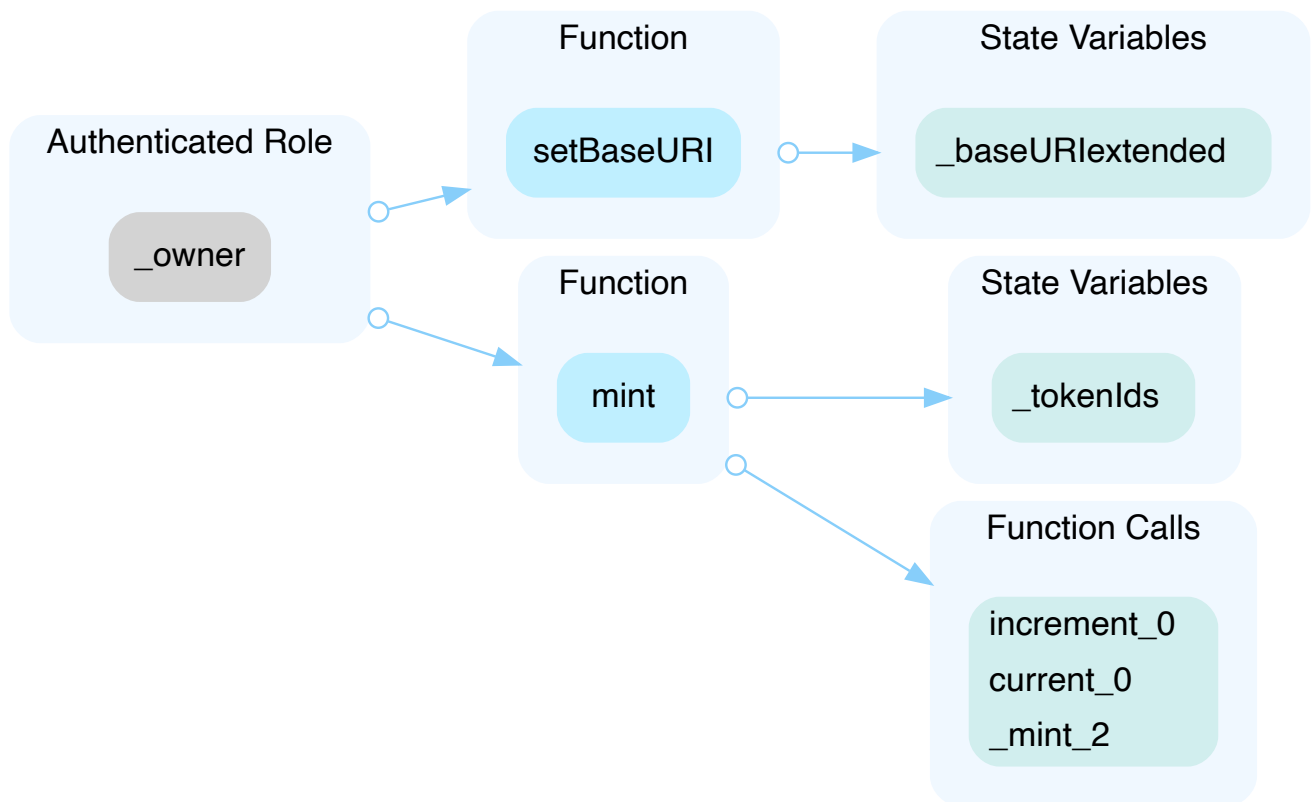 Authenticated Role
_owner
Function
setBaseURI
State Variables
_baseURIextended
Function
mint
State Variables
_tokenIds
Function Calls
increment_0
current_0
_mint_2